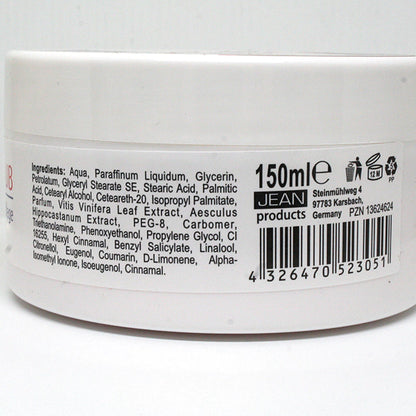 8
ge
Ingredients: Aqua, Paraffinum Liquidum, Glycerin,
Petrolatum, Glyceryl Stearate SE, Stearic Acid, Palmitic
Acid, Cetearyl Alcohol, Ceteareth-20, Isopropyl Palmitate,
Parfum, Vitis Vinifera Leaf Extract, Aesculus
Hippocastanum Extract, PEG-8, Carbomer,
Triethanolamine, Phenoxyethanol, Propylene Glycol, CI
16255, Hexyl Cinnamal, Benzyl Salicylate, Linalool,
Citronellol, Eugenol, Coumarin, D-Limonene, Alpha-
Isomethyl Ionone, Isoeugenol, Cinnamal.
150ml e
JEAN
products
Steinmühlweg 4
97783 Karsbach,
Germany PZN 13624624
12 M
PP
4 326470 523051